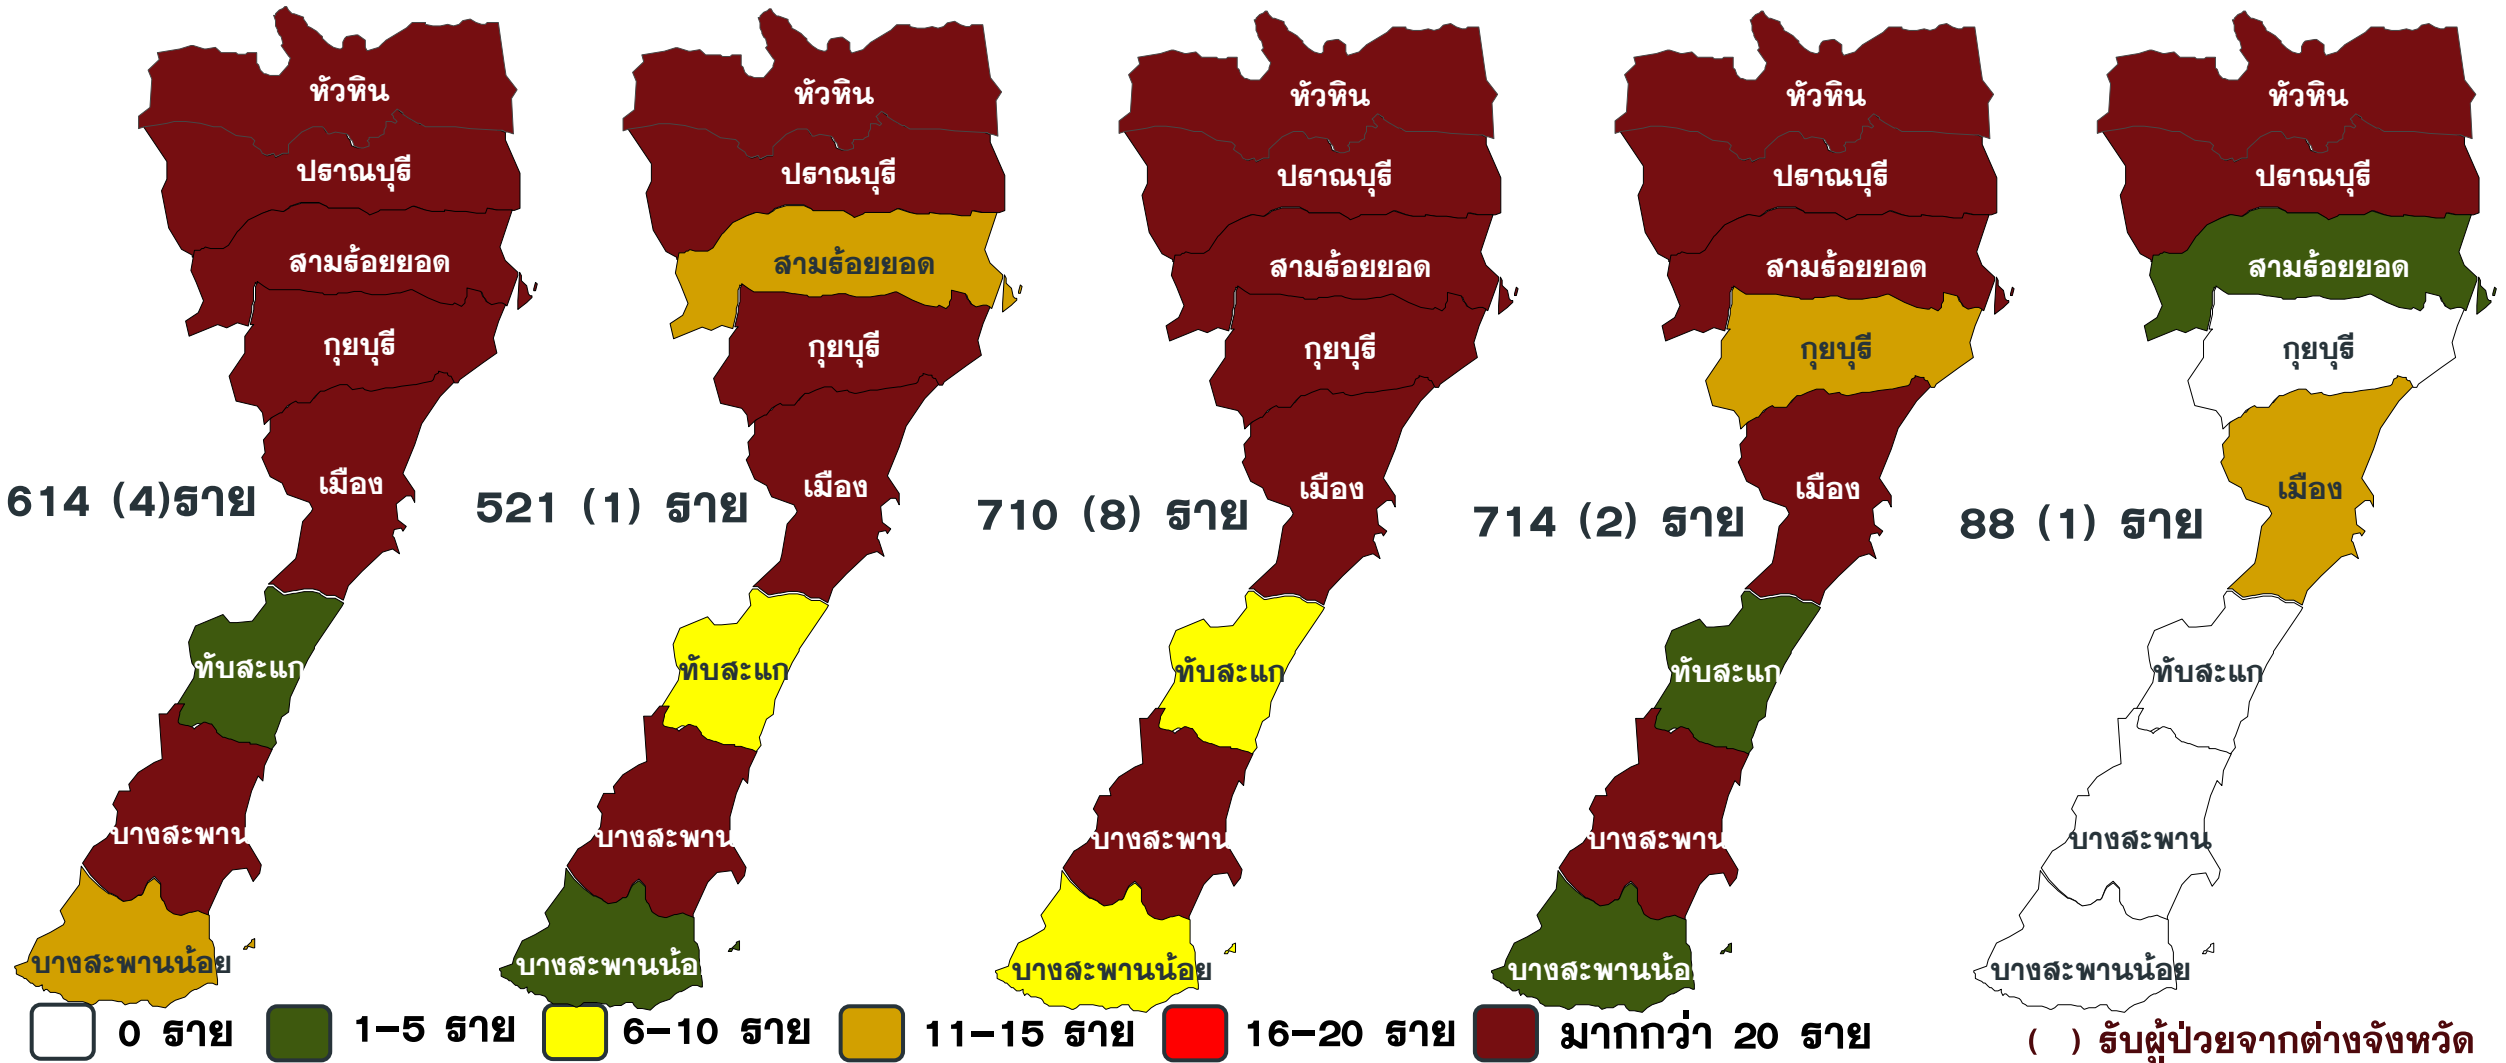 หัวหิน
ปราณบุรี
สามร้อยยอด
กุยบุรี
เมือง
614 (4)ราย
ทับสะแก
บางสะพาน
บางสะพานน้อย
หัวหิน
ปราณบุรี
สามร้อยยอด
กุยบุรี
เมือง
521 (1) ราย
ทับสะแก
บางสะพาน
บางสะพานน้อ
หัวหิน
ปราณบุรี
สามร้อยยอด
กุยบุรี
เมือง
710 (8) ราย
ทับสะแก
บางสะพาน
บางสะพานน้อย
หัวหิน
ปราณบุรี
สามร้อยยอด
กุยบุรี
เมือง
714 (2) ราย
ทับสะแก
บางสะพาน
บางสะพานน้อ
หัวหิน
ปราณบุรี
สามร้อยยอด
กุยบุรี
เมือง
88 (1) ราย
ทับสะแก
บางสะพาน
บางสะพานน้อย
0 ราย 1-5 ราย 6-10 ราย 11-15 ราย 16-20 ราย มากกว่า 20 ราย ( ) รับผู้ป่วยจากต่างจังหวัด